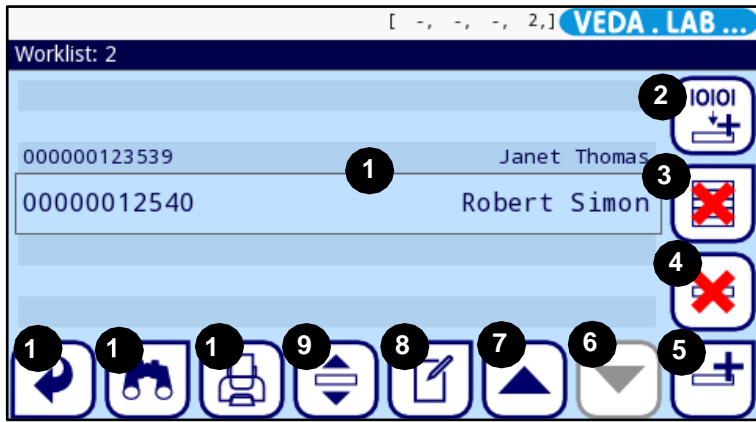 [ -, -, -, 2,] VEDA . LAB ...
Worklist: 2
2 IOIOI
000000123539 Janet Thomas
1
3
00000012540 Robert Simon
4
1 1 1 9 8 7 6 5